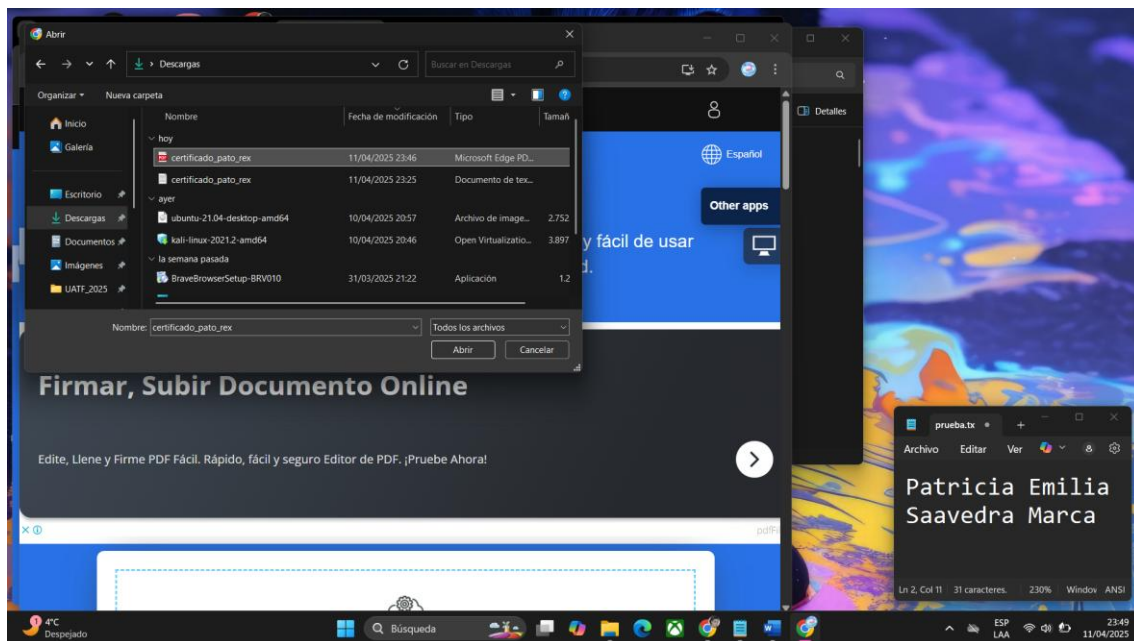 Abrir
Descargas
Buscar en Descargas
Organizar
Nueva carpeta
Inicio
Galería
Escritorio
Descargas
Documentos
Imágenes
UATF_2025
Nombre Fecha de modificación Tipo Tamañ
hoy
certificado_pato_rex 11/04/2025 23:46 Microsoft Edge PD...
certificado_pato_rex 11/04/2025 23:25 Documento de tex...
ayer
ubuntu-21.04-desktop-amd64 10/04/2025 20:57 Archivo de image... 2.752
kali-linux-2021.2-amd64 10/04/2025 20:46 Open Virtualizatio... 3.897
la semana pasada
BraveBrowserSetup-BRV010 31/03/2025 21:22 Aplicación 1.2
Nombre: certificado_pato_rex
Todos los archivos
Abrir
Cancelar
Detalles
Español
Other apps
y fácil de usar
d.
Firmar, Subir Documento Online
Edite, Llene y Firme PDF Fácil. Rápido, fácil y seguro Editor de PDF. ¡Pruebe Ahora!
pdfFi
prueba.tx
Archivo Editar Ver
Patricia Emilia
Saavedra Marca
Ln 2, Col 11 31 caracteres. 230% Window ANSI
4°C
Despejado
Búsqueda
ESP
LAA
23:49
11/04/2025